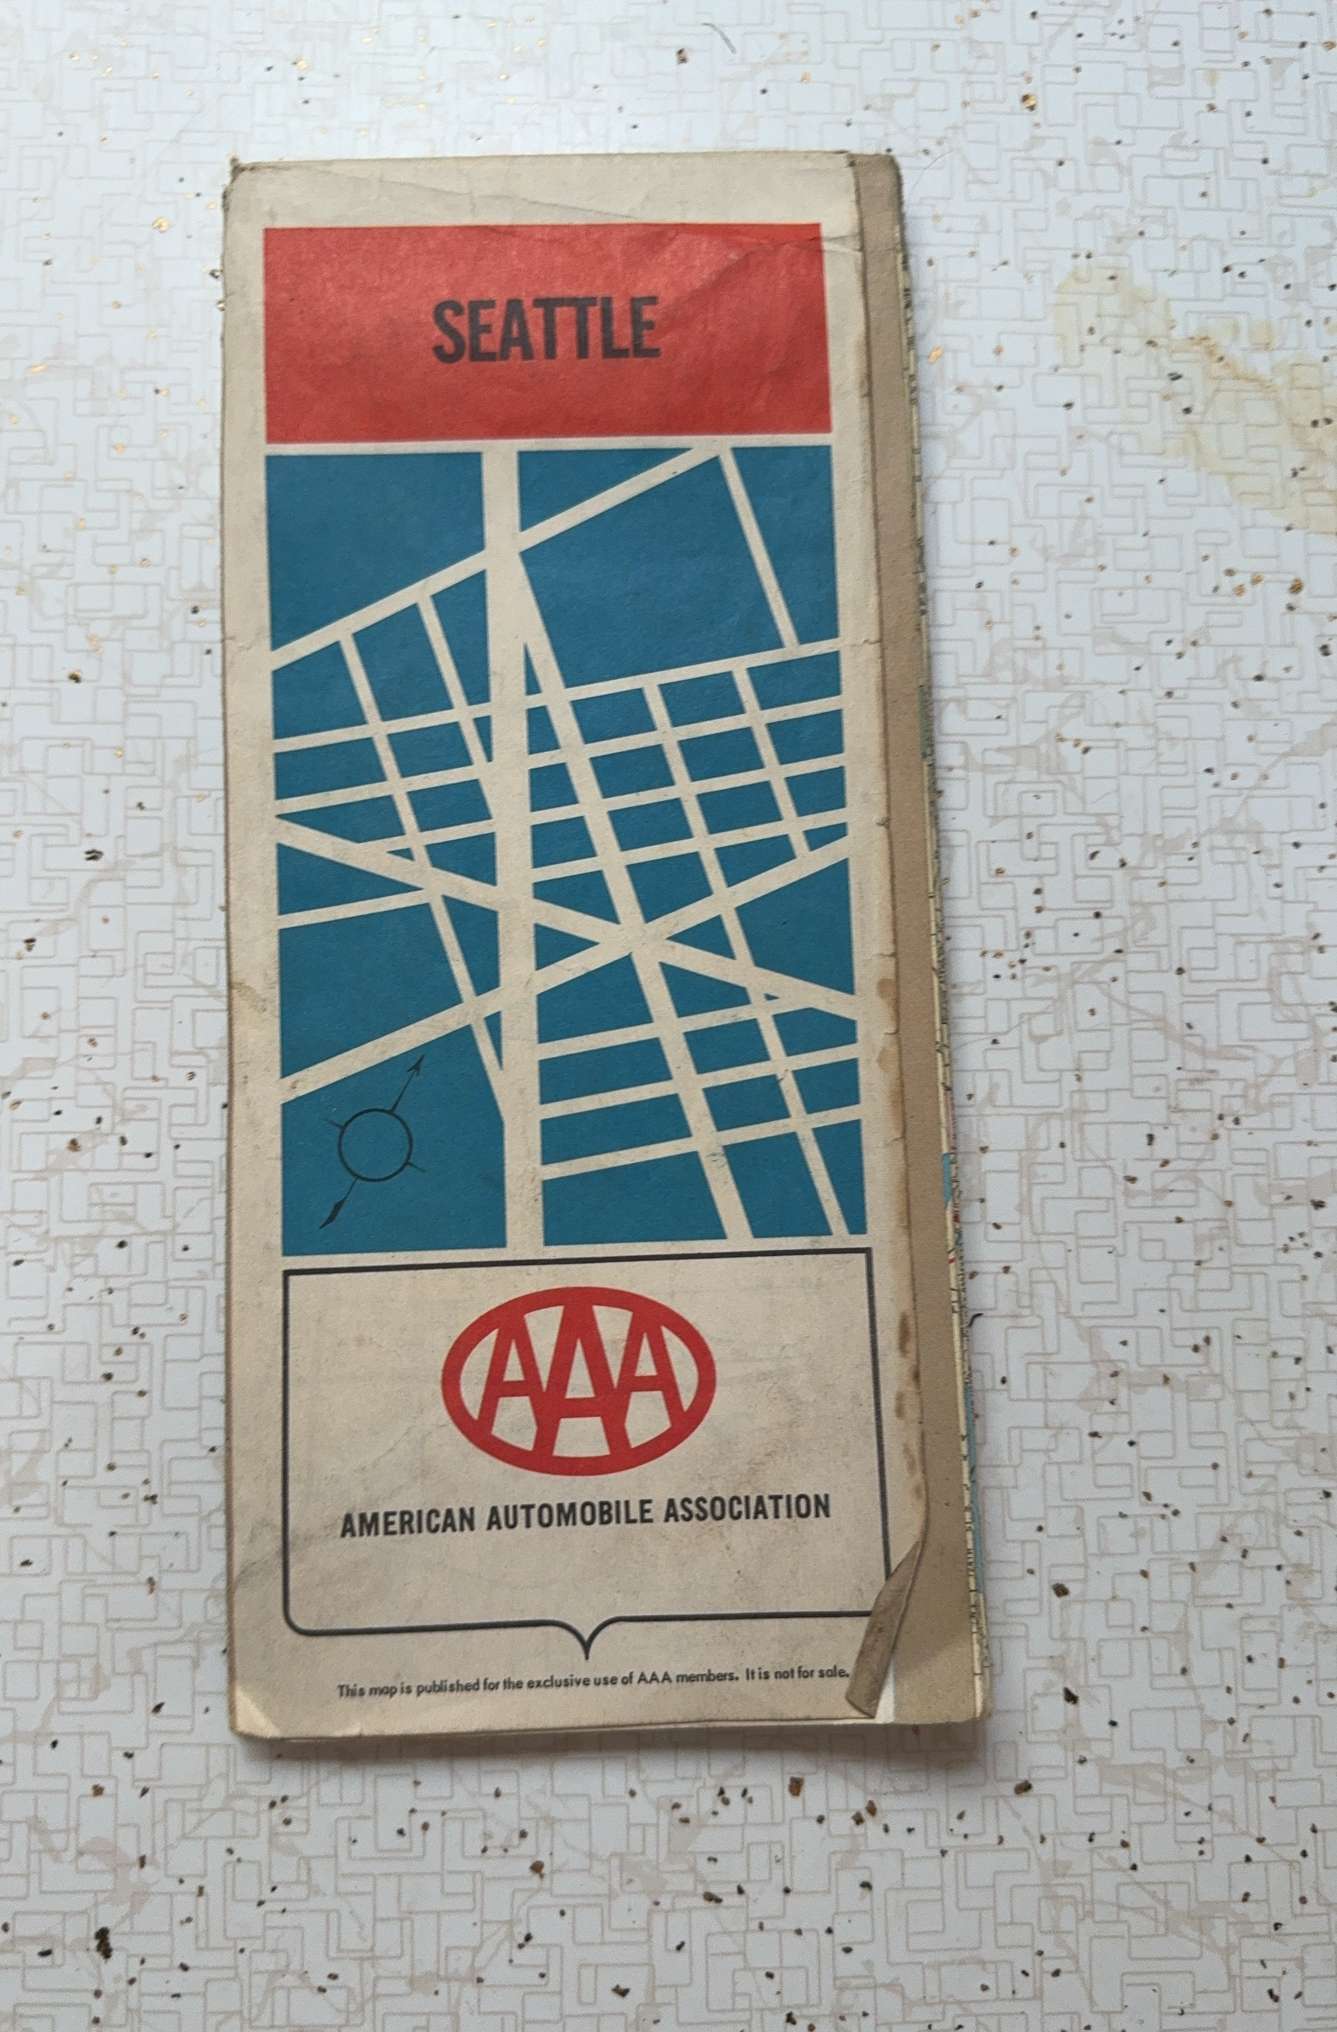 SEATTLE
AAA
AMERICAN AUTOMOBILE ASSOCIATION
This map is published for the exclusive use of AAA members. It is not for sale.